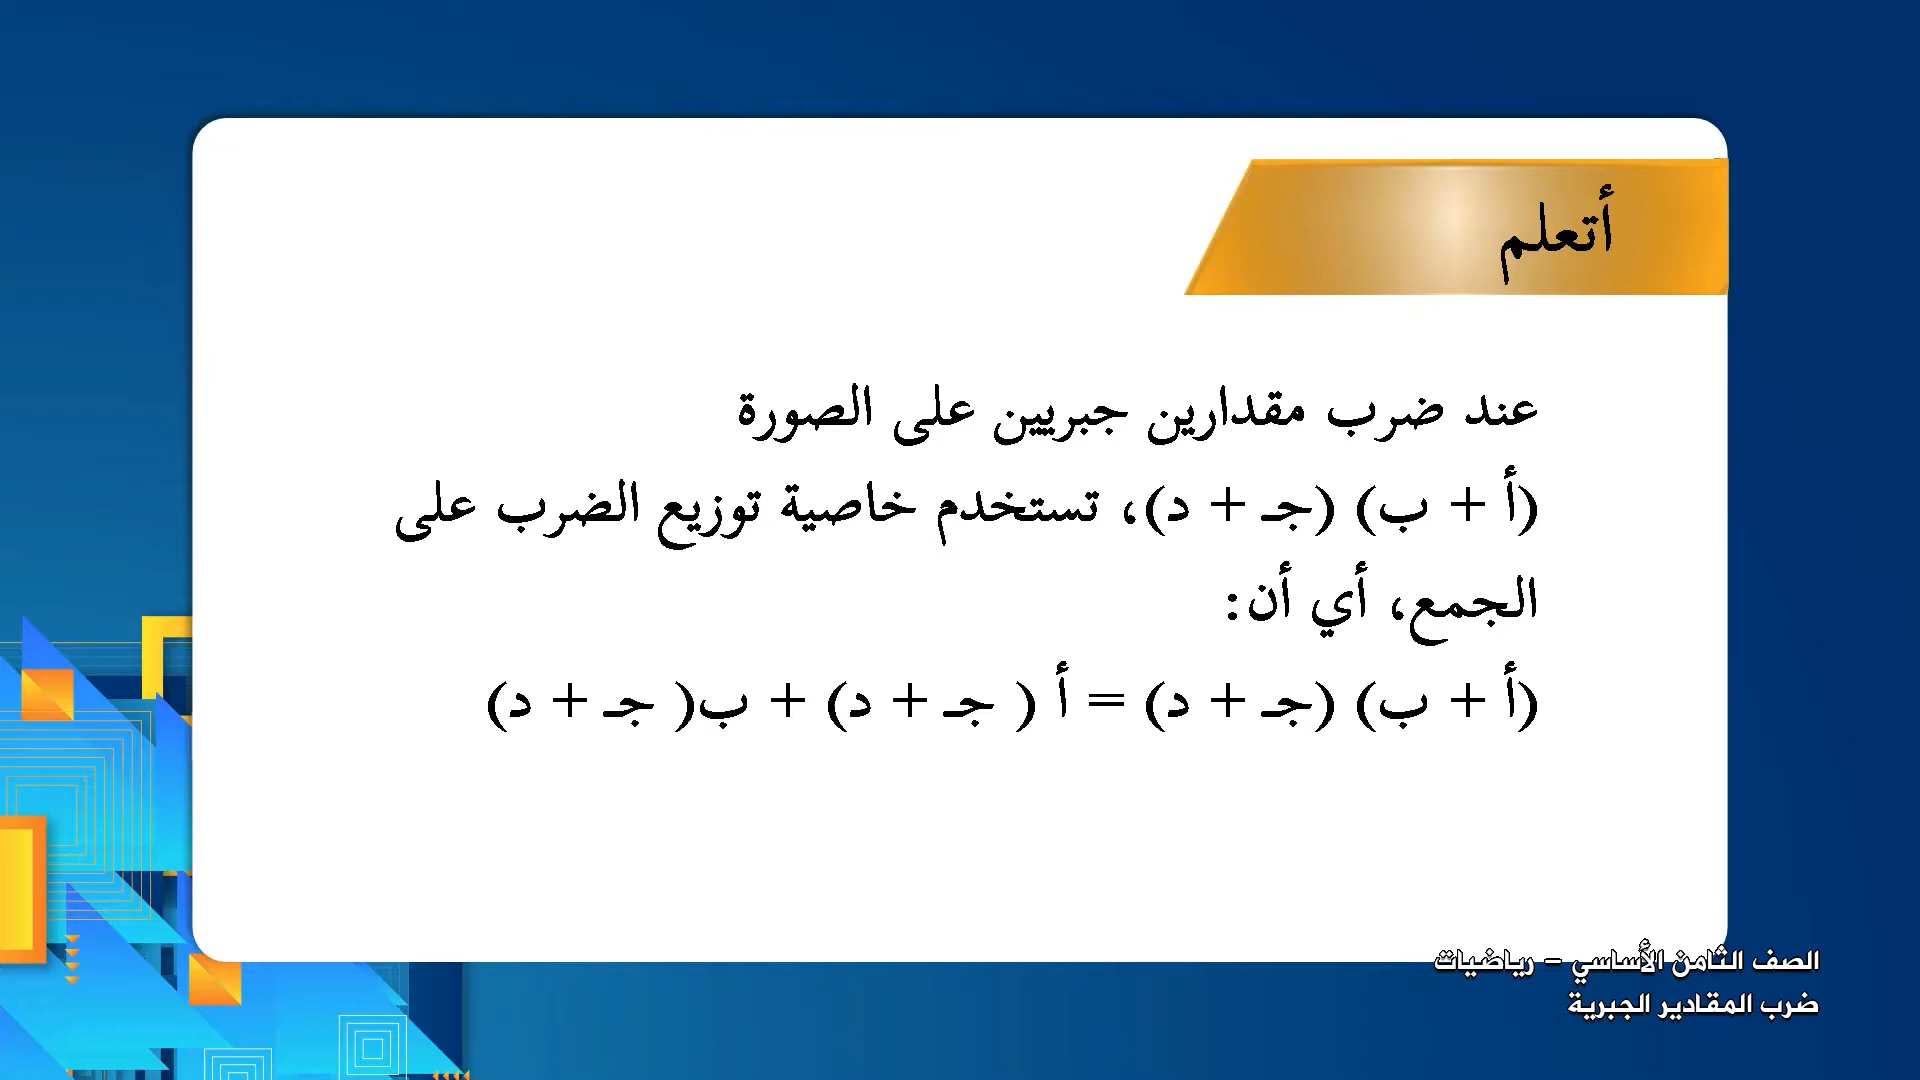 أتعلم
عند ضرب مقدارين جبريين على الصورة
(أ + ب) (جـ + د)، تستخدم خاصية توزيع الضرب على
الجمع، أي أن:
(أ + ب) (جـ + د) = أ ( جـ + د) + ب( جـ + د)
الصف الثامن الأساسي – رياضيات
ضرب المقادير الجبرية